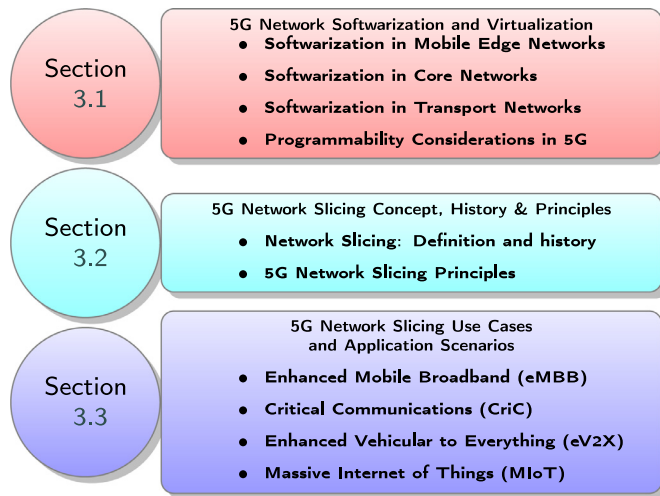 Section
3.1
5G Network Softwarization and Virtualization
• Softwarization in Mobile Edge Networks
• Softwarization in Core Networks
• Softwarization in Transport Networks
• Programmability Considerations in 5G
Section
3.2
5G Network Slicing Concept, History & Principles
• Network Slicing: Definition and history
• 5G Network Slicing Principles
Section
3.3
5G Network Slicing Use Cases
and Application Scenarios
• Enhanced Mobile Broadband (eMBB)
• Critical Communications (CriC)
• Enhanced Vehicular to Everything (eV2X)
• Massive Internet of Things (MIoT)